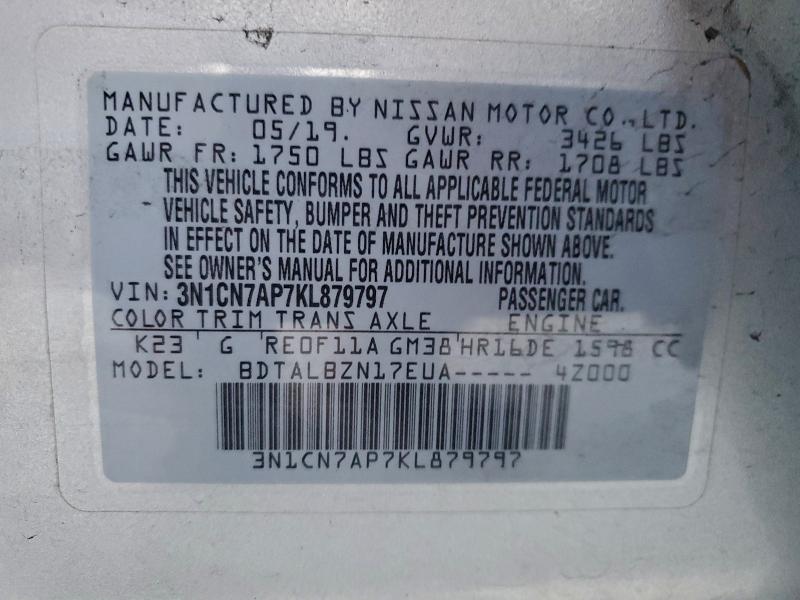 MANUFACTURED BY NISSAN MOTOR CO., LTD.
DATE: 05/19. GVWR: 3426 LBS
GAWR FR: 1750 LBS GAWR RR: 1708 LBS
THIS VEHICLE CONFORMS TO ALL APPLICABLE FEDERAL MOTOR
VEHICLE SAFETY, BUMPER AND THEFT PREVENTION STANDARDS
IN EFFECT ON THE DATE OF MANUFACTURE SHOWN ABOVE.
SEE OWNER'S MANUAL FOR ADDITIONAL INFORMATION.
VIN: 3N1CN7AP7KL879797 PASSENGER CAR.
COLOR TRIM TRANS AXLE ENGINE
K23 G RE0F11A GM38 HR16DE 1598 CC
MODEL: BDTALBZN17EUA----- 4Z000
3N1CN7AP7KL879797